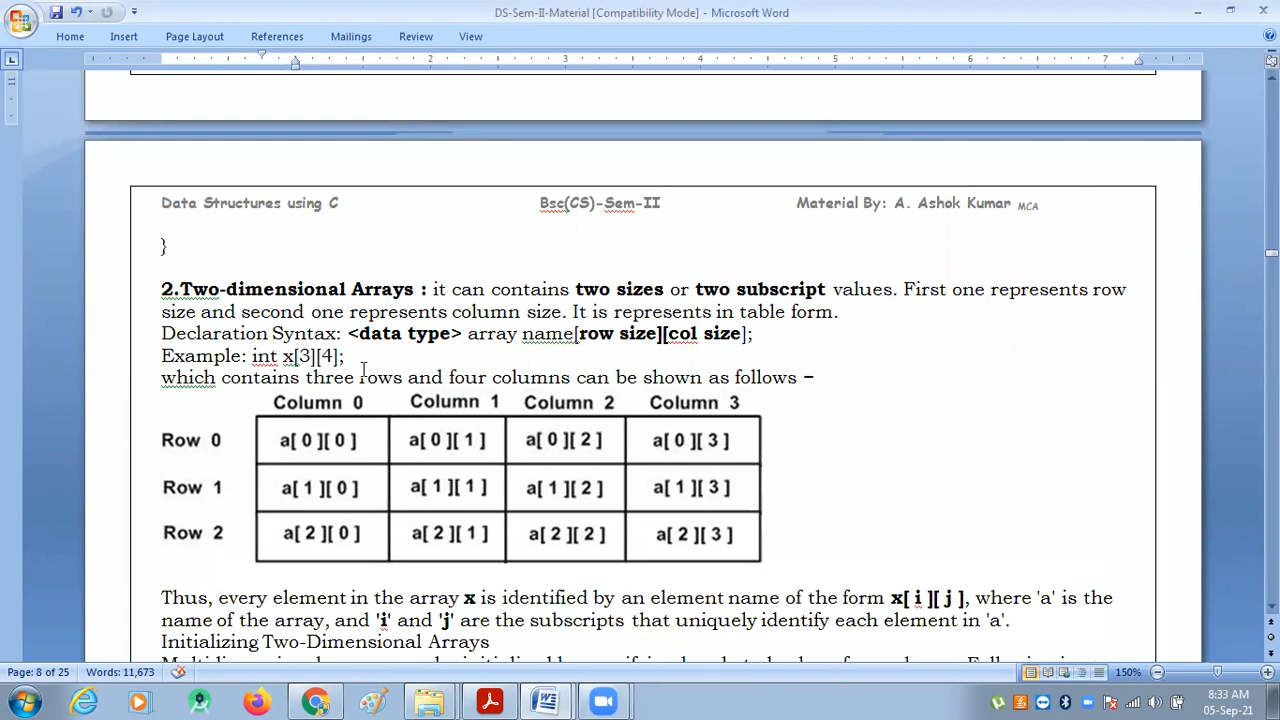 DS-Sem-II-Material [Compatibility Mode] - Microsoft Word
Home Insert Page Layout References Mailings Review View
2 3 4 5 6 7
Data Structures using C Bsc(CS)-Sem-II Material By: A. Ashok Kumar MCA
}
2.Two-dimensional Arrays : it can contains two sizes or two subscript values. First one represents row
size and second one represents column size. It is represents in table form.
Declaration Syntax: <data type> array name[row size][col size];
Example: int x[3][4];
which contains three rows and four columns can be shown as follows −
Column 0 Column 1 Column 2 Column 3
Row 0 a[ 0 ][ 0 ] a[ 0 ][ 1 ] a[ 0 ][ 2 ] a[ 0 ][ 3 ]
Row 1 a[ 1 ][ 0 ] a[ 1 ][ 1 ] a[ 1 ][ 2 ] a[ 1 ][ 3 ]
Row 2 a[ 2 ][ 0 ] a[ 2 ][ 1 ] a[ 2 ][ 2 ] a[ 2 ][ 3 ]
Thus, every element in the array x is identified by an element name of the form x[ i ][ j ], where 'a' is the
name of the array, and 'i' and 'j' are the subscripts that uniquely identify each element in 'a'.
Initializing Two-Dimensional Arrays
Page: 8 of 25 Words: 11,673 150%
8:33 AM
05-Sep-21